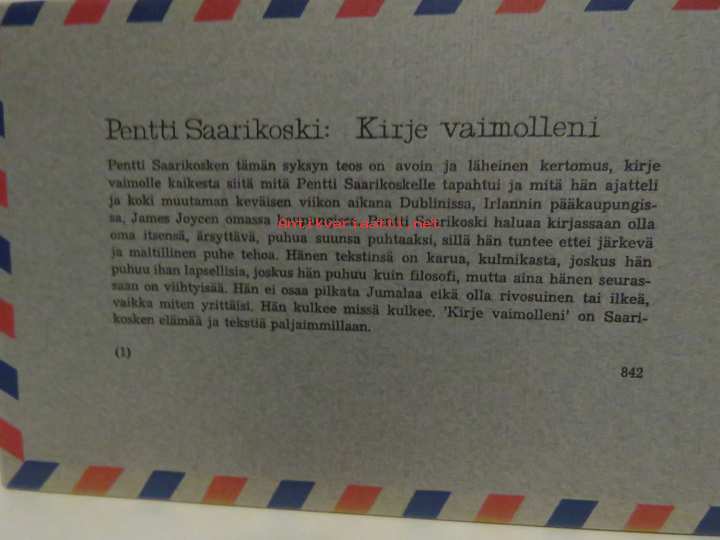 Pentti Saarikoski: Kirje vaimolleni
Pentti Saarikosken tämän syksyn teos on avoin ja läheinen kertomus, kirje
vaimolle kaikesta siitä mitä Pentti Saarikoskelle tapahtui ja mitä hän ajatteli
ja koki muutaman keväisen viikon aikana Dublinissa, Irlannin pääkaupungis-
sa, James Joycen omassa kaupungissa. Pentti Saarikoski haluaa kirjassaan olla
Antikvariaatti.net
oma itsensä, ärsyttävä, puhua suunsa puhtaaksi, sillä hän tuntee ettei järkevä
ja maltillinen puhe tehoa. Hänen tekstinsä on karua, kulmikasta, joskus hän
puhuu ihan lapsellisia, joskus hän puhuu kuin filosofi, mutta aina hänen seuras-
saan on viihtyisää. Hän ei osaa pilkata Jumalaa eikä olla rivosuinen tai ilkeä,
vaikka miten yrittäisi. Hän kulkee missä kulkee. 'Kirje vaimolleni' on Saari-
kosken elämää ja tekstiä paljaimmillaan.
(1)
842